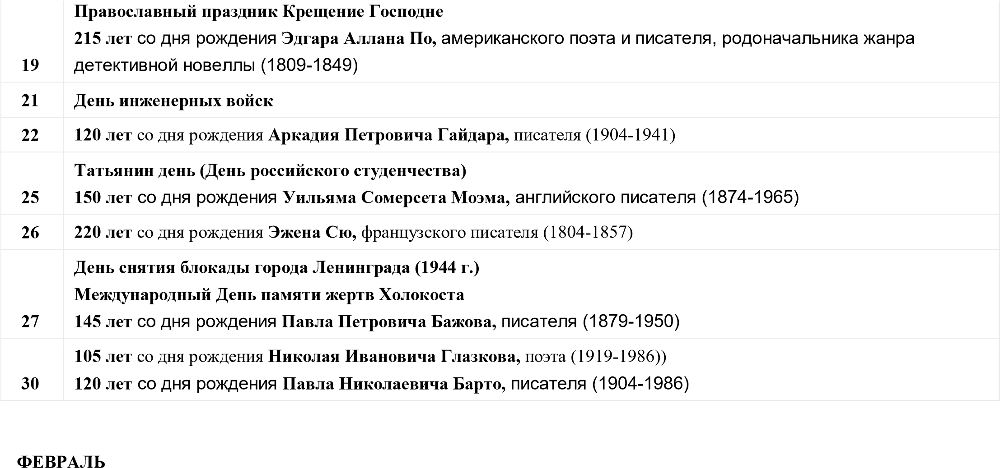 Православный праздник Крещение Господне
215 лет со дня рождения Эдгара Аллана По, американского поэта и писателя, родоначальника жанра
19 детективной новеллы (1809-1849)
21 День инженерных войск
22 120 лет со дня рождения Аркадия Петровича Гайдара, писателя (1904-1941)
Татьянин день (День российского студенчества)
25 150 лет со дня рождения Уильяма Сомерсета Моэма, английского писателя (1874-1965)
26 220 лет со дня рождения Эжена Сю, французского писателя (1804-1857)
День снятия блокады города Ленинграда (1944 г.)
Международный День памяти жертв Холокоста
27 145 лет со дня рождения Павла Петровича Бажова, писателя (1879-1950)
105 лет со дня рождения Николая Ивановича Глазкова, поэта (1919-1986))
30 120 лет со дня рождения Павла Николаевича Барто, писателя (1904-1986)
ФЕВРАЛЬ